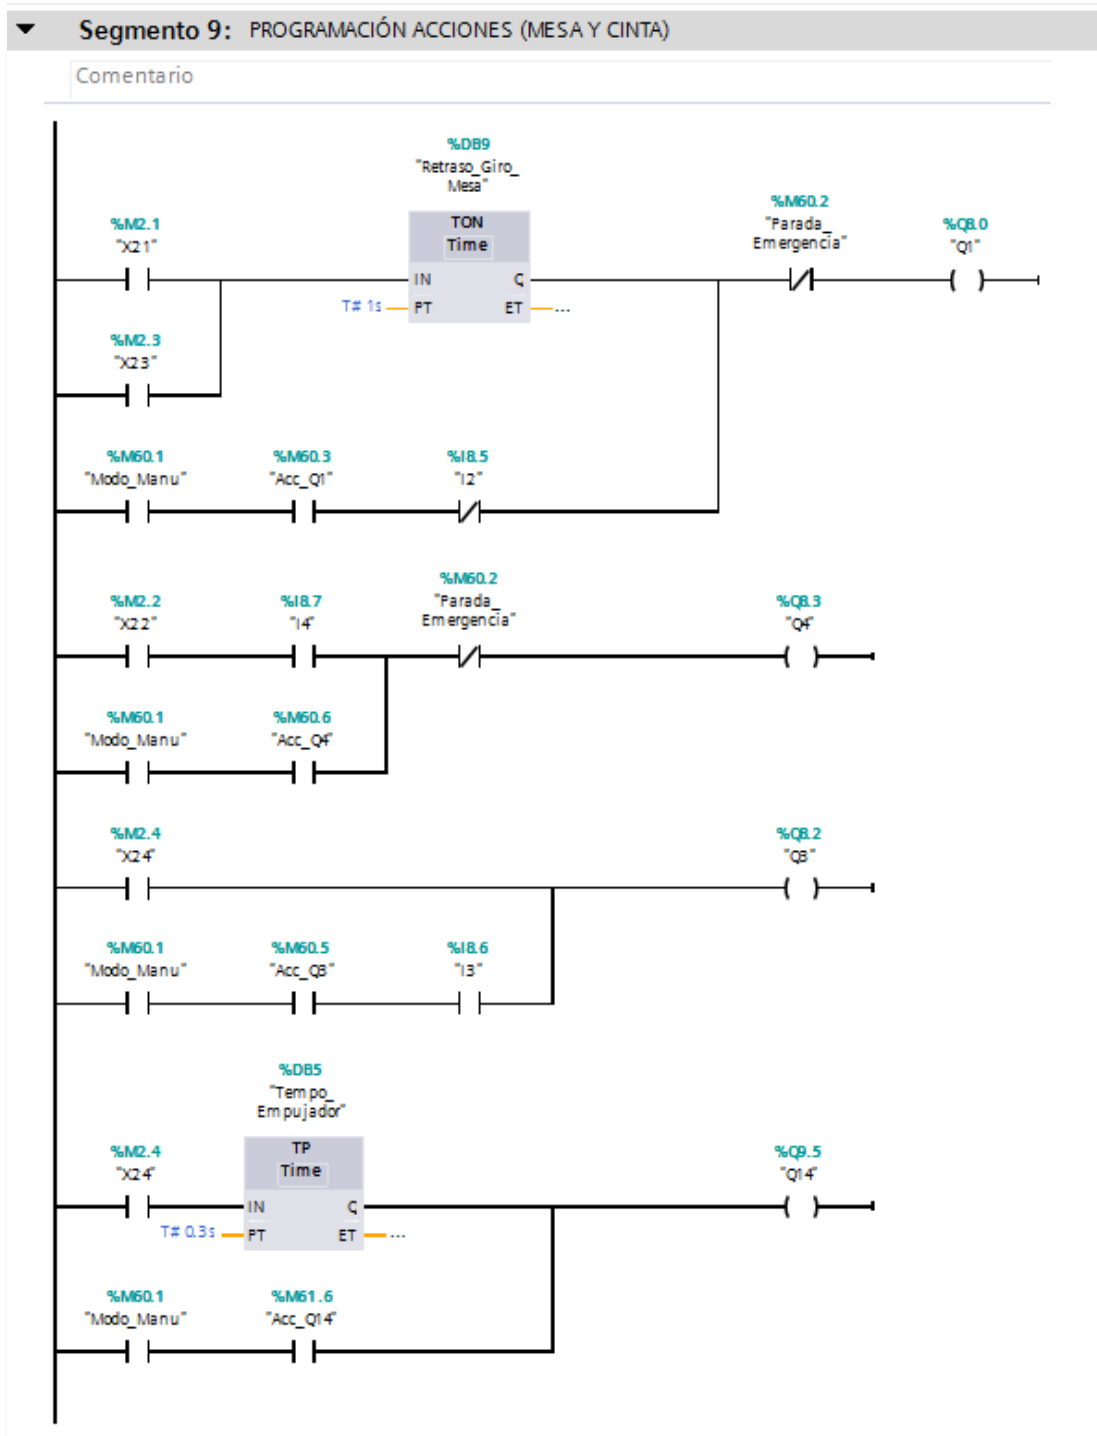 Segmento 9: PROGRAMACIÓN ACCIONES (MESA Y CINTA)
Comentario
%DB9
"Retraso_Giro_
Mesa"
%M2.1
"X21"
TON
Time
IN Q
T# 1s PT ET ...
%M60.2
"Parada_
Emergencia"
%Q8.0
"Q1"
%M2.3
"X23"
%M60.1 %M60.3 %I8.5
"Modo_Manu" "Acc_Q1" "I2"
%M60.2
"Parada_
Emergencia"
%M2.2 %I8.7 %Q8.3
"X22" "I4" "Q4"
%M60.1 %M60.6
"Modo_Manu" "Acc_Q4"
%M2.4 %Q8.2
"X24" "Q3"
%M60.1 %M60.5 %I8.6
"Modo_Manu" "Acc_Q3" "I3"
%DB5
"Tempo_
Empujador"
%M2.4 TP %Q9.5
"X24" Time "Q14"
IN Q
T# 0.3s PT ET ...
%M60.1 %M61.6
"Modo_Manu" "Acc_Q14"